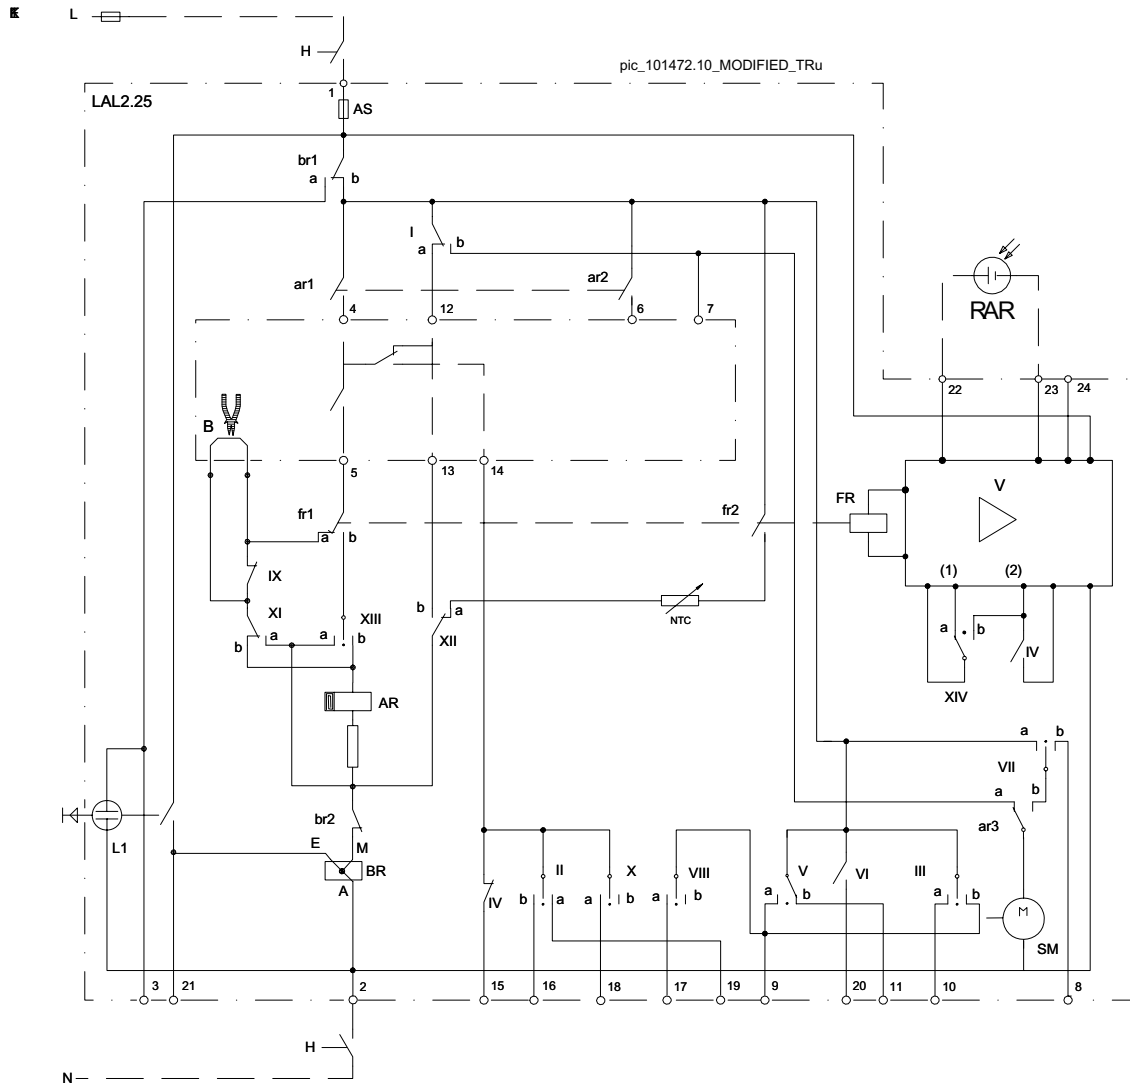 L
H
pic_101472.10_MODIFIED_TRu
LAL2.25
1
AS
br1
a b
I
a b
ar1
ar2
4 12 6 7
RAR
22 23 24
B
5 13 14
fr1
a b
fr2
FR
V
IX
(1) (2)
XI
XIII
b a
a b
b a
XII
NTC
a b
IV
XIV
AR
a b
VII
a b
ar3
br2
E M
L1
BR
A
II X VIII V VI III
IV
b a a b a b a b a b
M
SM
3 21 2 15 16 18 17 19 9 20 11 10 8
H
N